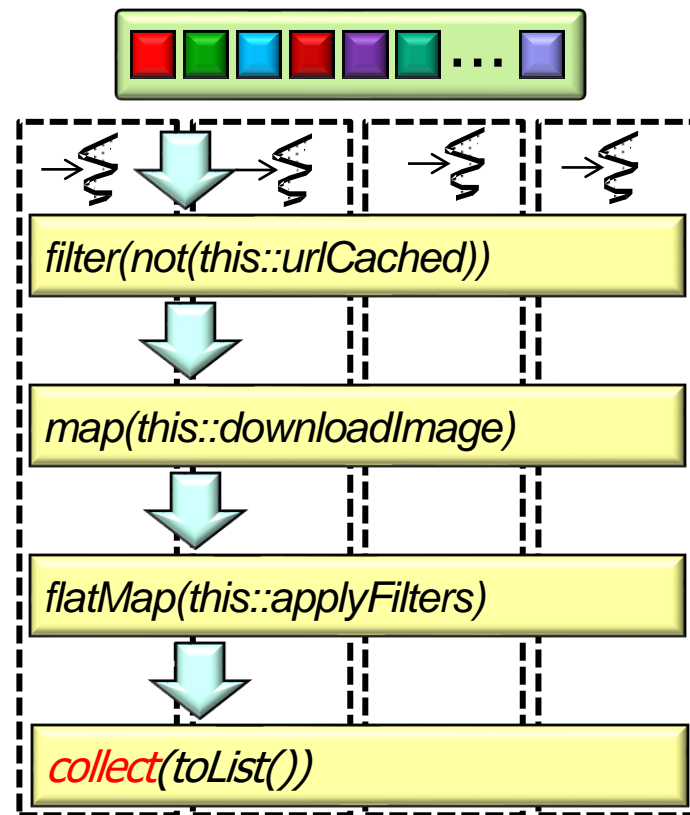 ...
filter(not(this::urlCached))
map(this::downloadImage)
flatMap(this::applyFilters)
collect(toList())